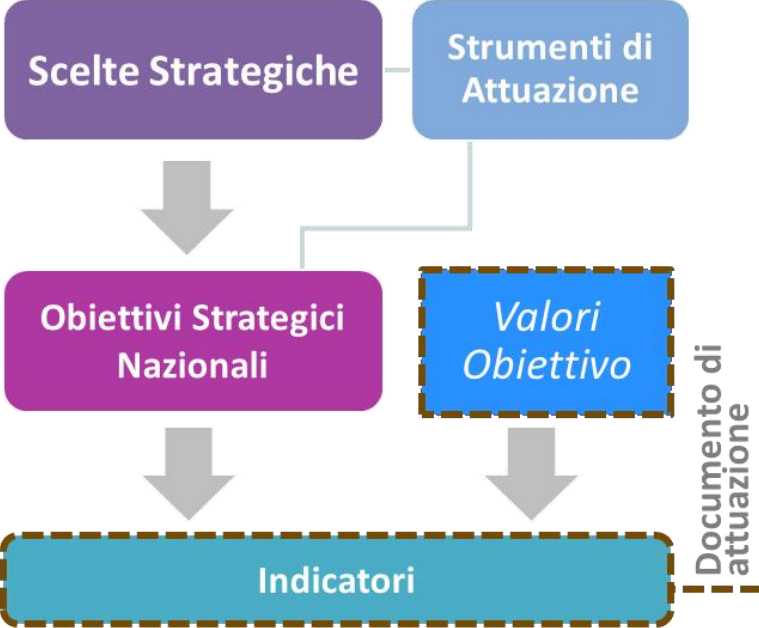 Scelte Strategiche
Strumenti di
Attuazione
Obiettivi Strategici
Nazionali
Valori
Obiettivo
Documento di
attuazione
Indicatori